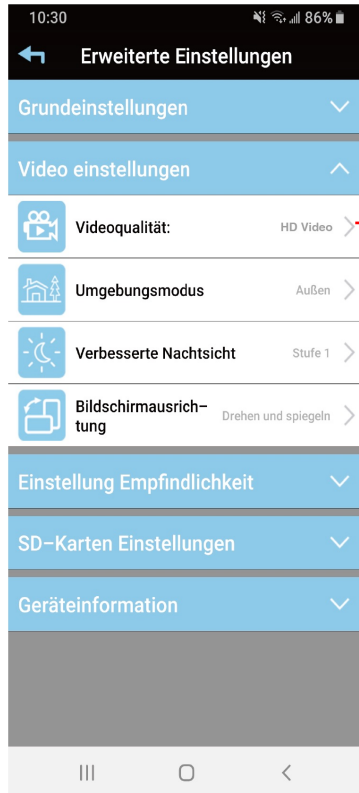 10:30 86%
Erweiterte Einstellungen
Grundeinstellungen
Video einstellungen
Videoqualität: HD Video
Umgebungsmodus Außen
Verbesserte Nachtsicht Stufe 1
Bildschirmausrich-
tung Drehen und spiegeln
Einstellung Empfindlichkeit
SD-Karten Einstellungen
Geräteinformation